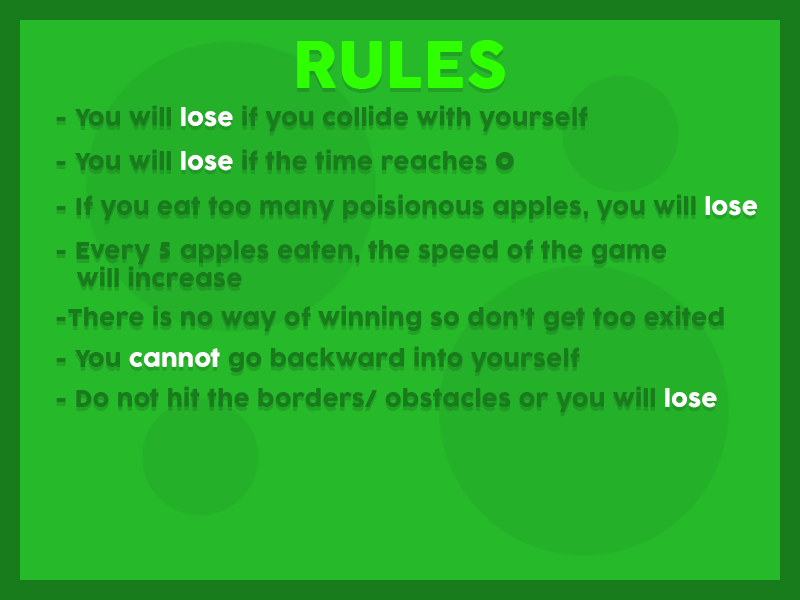 RULES
- You will lose if you collide with yourself
- You will lose if the time reaches 0
- If you eat too many poisionous apples, you will lose
- Every 5 apples eaten, the speed of the game
will increase
-There is no way of winning so don't get too exited
- You cannot go backward into yourself
- Do not hit the borders/ obstacles or you will lose